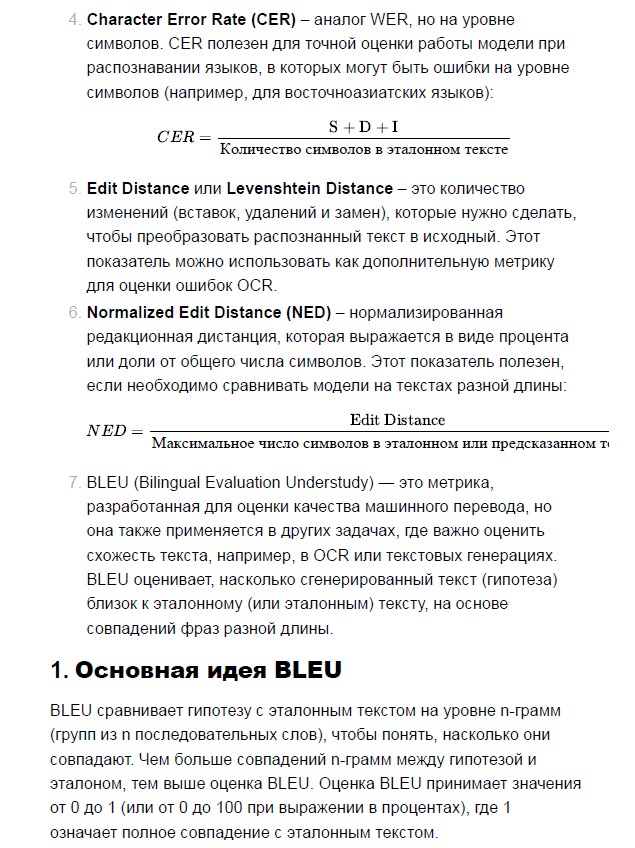 4. Character Error Rate (CER) – аналог WER, но на уровне
символов. CER полезен для точной оценки работы модели при
распознавании языков, в которых могут быть ошибки на уровне
символов (например, для восточноазиатских языков):
CER = S + D + I / Количество символов в эталонном тексте
5. Edit Distance или Levenshtein Distance – это количество
изменений (вставок, удалений и замен), которые нужно сделать,
чтобы преобразовать распознанный текст в исходный. Этот
показатель можно использовать как дополнительную метрику
для оценки ошибок OCR.
6. Normalized Edit Distance (NED) – нормализированная
редакционная дистанция, которая выражается в виде процента
или доли от общего числа символов. Этот показатель полезен,
если необходимо сравнивать модели на текстах разной длины:
NED = Edit Distance / Максимальное число символов в эталонном или предсказанном
7. BLEU (Bilingual Evaluation Understudy) — это метрика,
разработанная для оценки качества машинного перевода, но
она также применяется в других задачах, где важно оценить
схожесть текста, например, в OCR или текстовых генерациях.
BLEU оценивает, насколько сгенерированный текст (гипотеза)
близок к эталонному (или эталонным) тексту, на основе
совпадений фраз разной длины.
1. Основная идея BLEU
BLEU сравнивает гипотезу с эталонным текстом на уровне n-грамм
(групп из n последовательных слов), чтобы понять, насколько они
совпадают. Чем больше совпадений n-грамм между гипотезой и
эталоном, тем выше оценка BLEU. Оценка BLEU принимает значения
от 0 до 1 (или от 0 до 100 при выражении в процентах), где 1
означает полное совпадение с эталонным текстом.